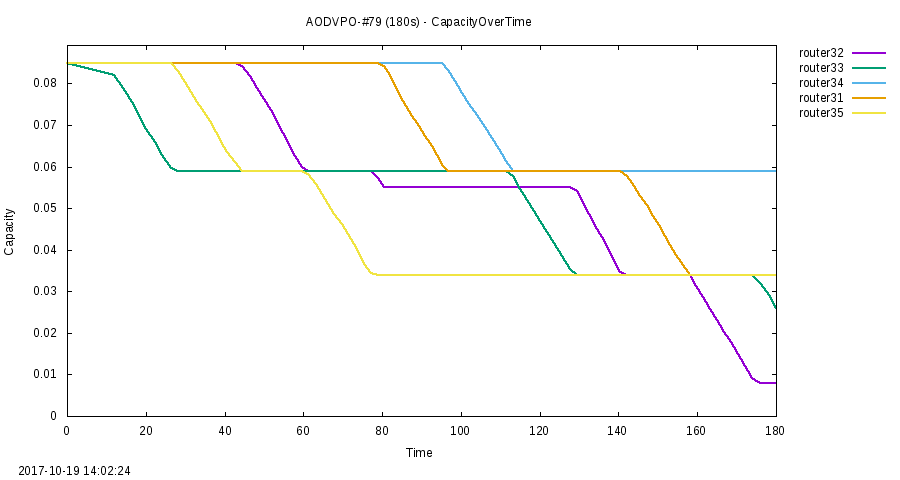 AODVPO-#79 (180s) - CapacityOverTime
router32
router33
router34
router31
router35
0.08
0.07
0.06
0.05
0.04
0.03
0.02
0.01
0
Capacity
0 20 40 60 80 100 120 140 160 180
Time
2017-10-19 14:02:24